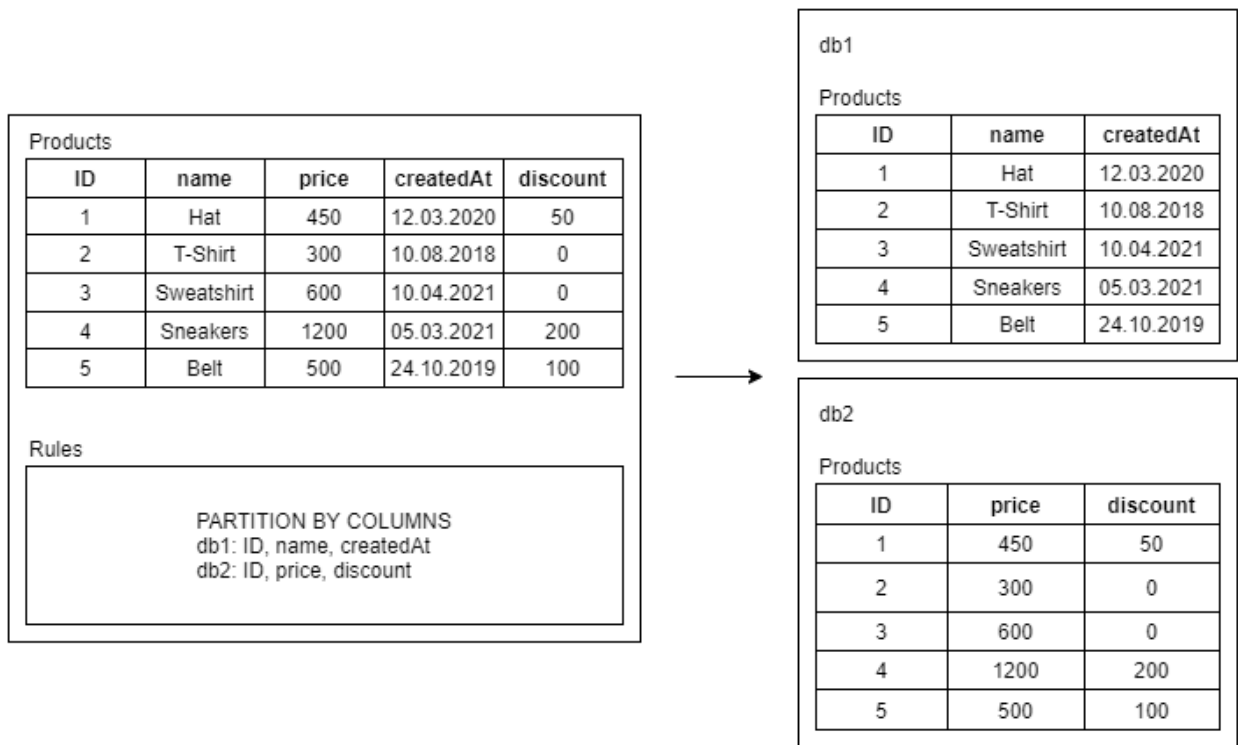 Products
ID name price createdAt discount
1 Hat 450 12.03.2020 50
2 T-Shirt 300 10.08.2018 0
3 Sweatshirt 600 10.04.2021 0
4 Sneakers 1200 05.03.2021 200
5 Belt 500 24.10.2019 100
Rules
PARTITION BY COLUMNS
db1: ID, name, createdAt
db2: ID, price, discount
db1
Products
ID name createdAt
1 Hat 12.03.2020
2 T-Shirt 10.08.2018
3 Sweatshirt 10.04.2021
4 Sneakers 05.03.2021
5 Belt 24.10.2019
db2
Products
ID price discount
1 450 50
2 300 0
3 600 0
4 1200 200
5 500 100